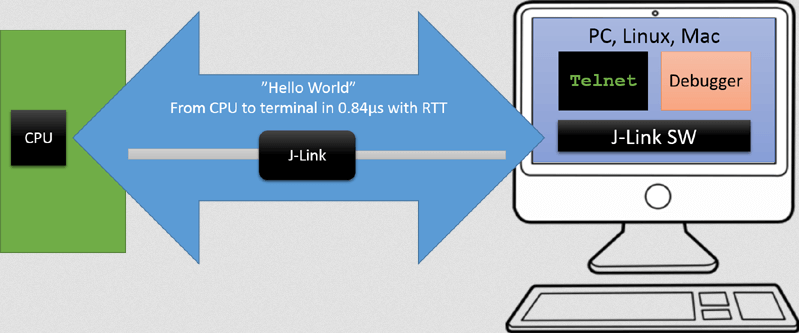 PC, Linux, Mac
Telnet
Debugger
J-Link SW
"Hello World"
From CPU to terminal in 0.84µs with RTT
CPU
J-Link